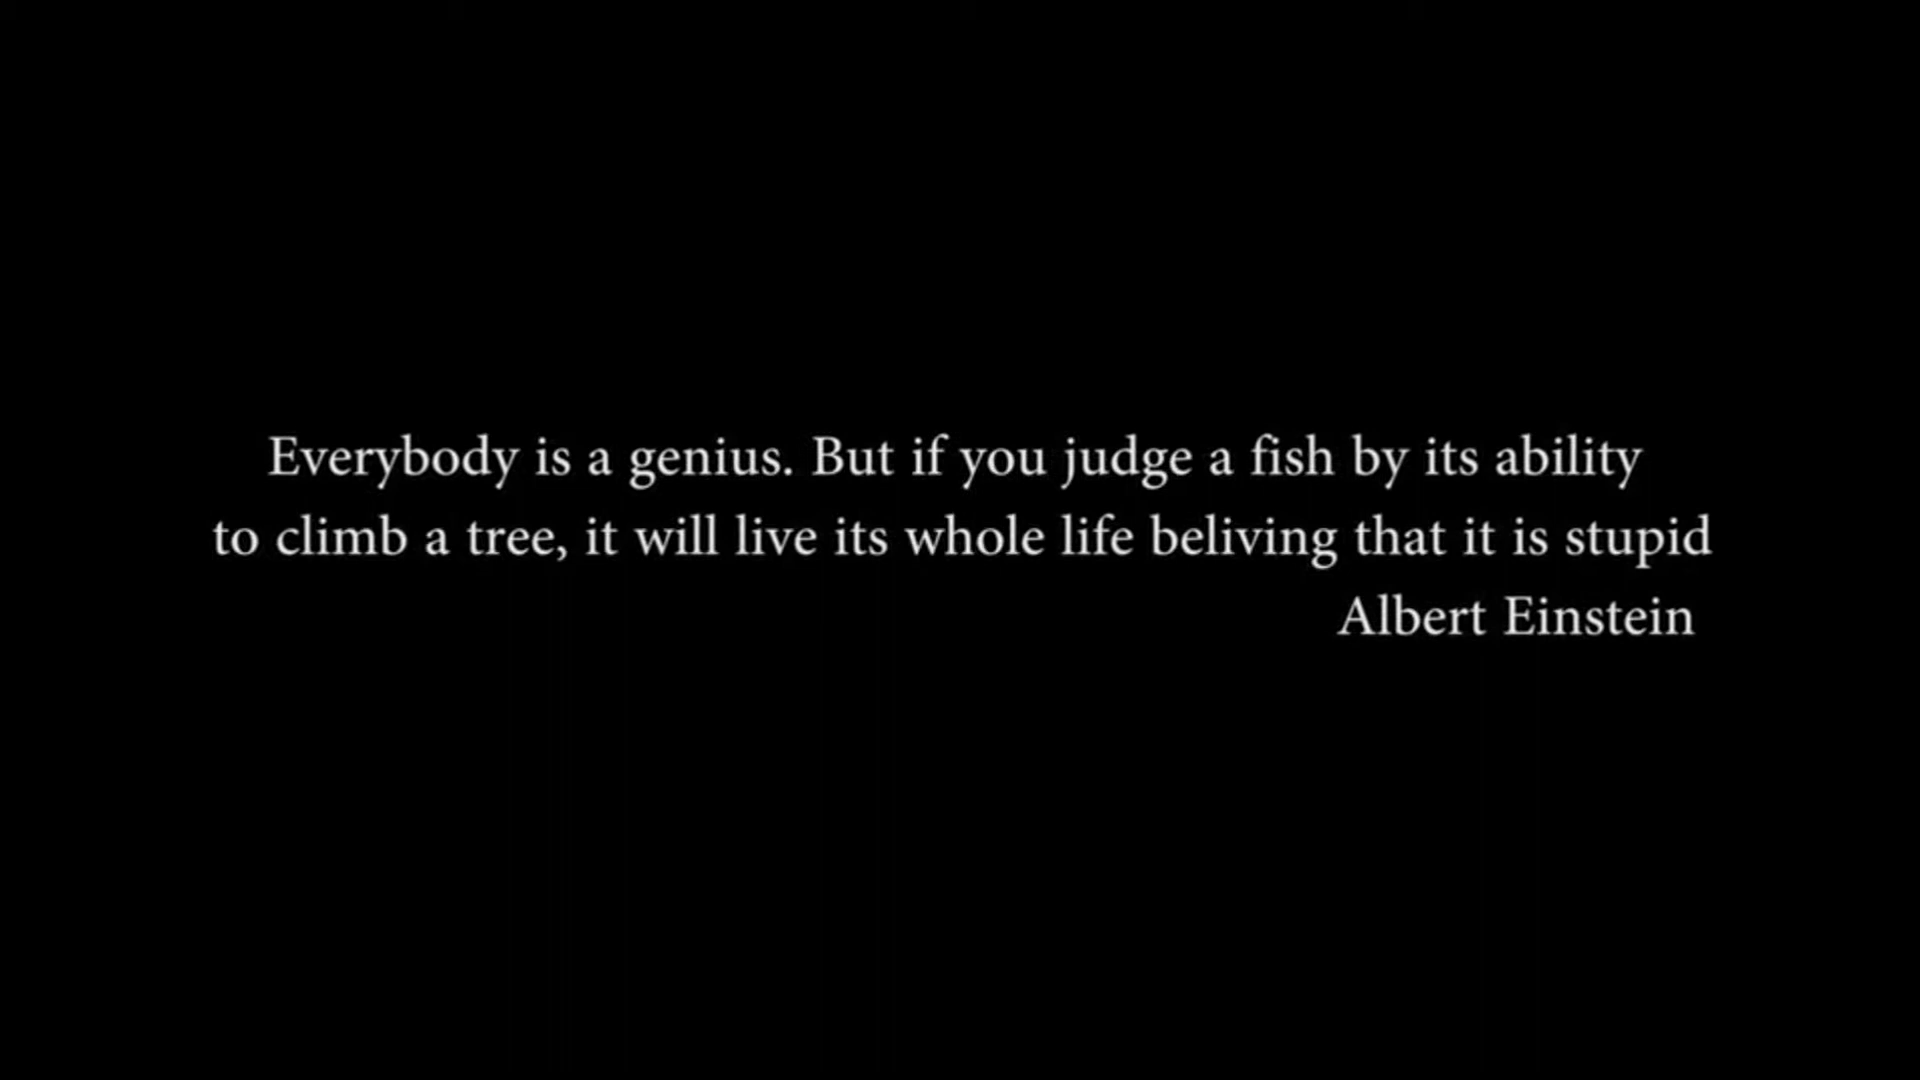 Everybody is a genius. But if you judge a fish by its ability
to climb a tree, it will live its whole life beliving that it is stupid
Albert Einstein